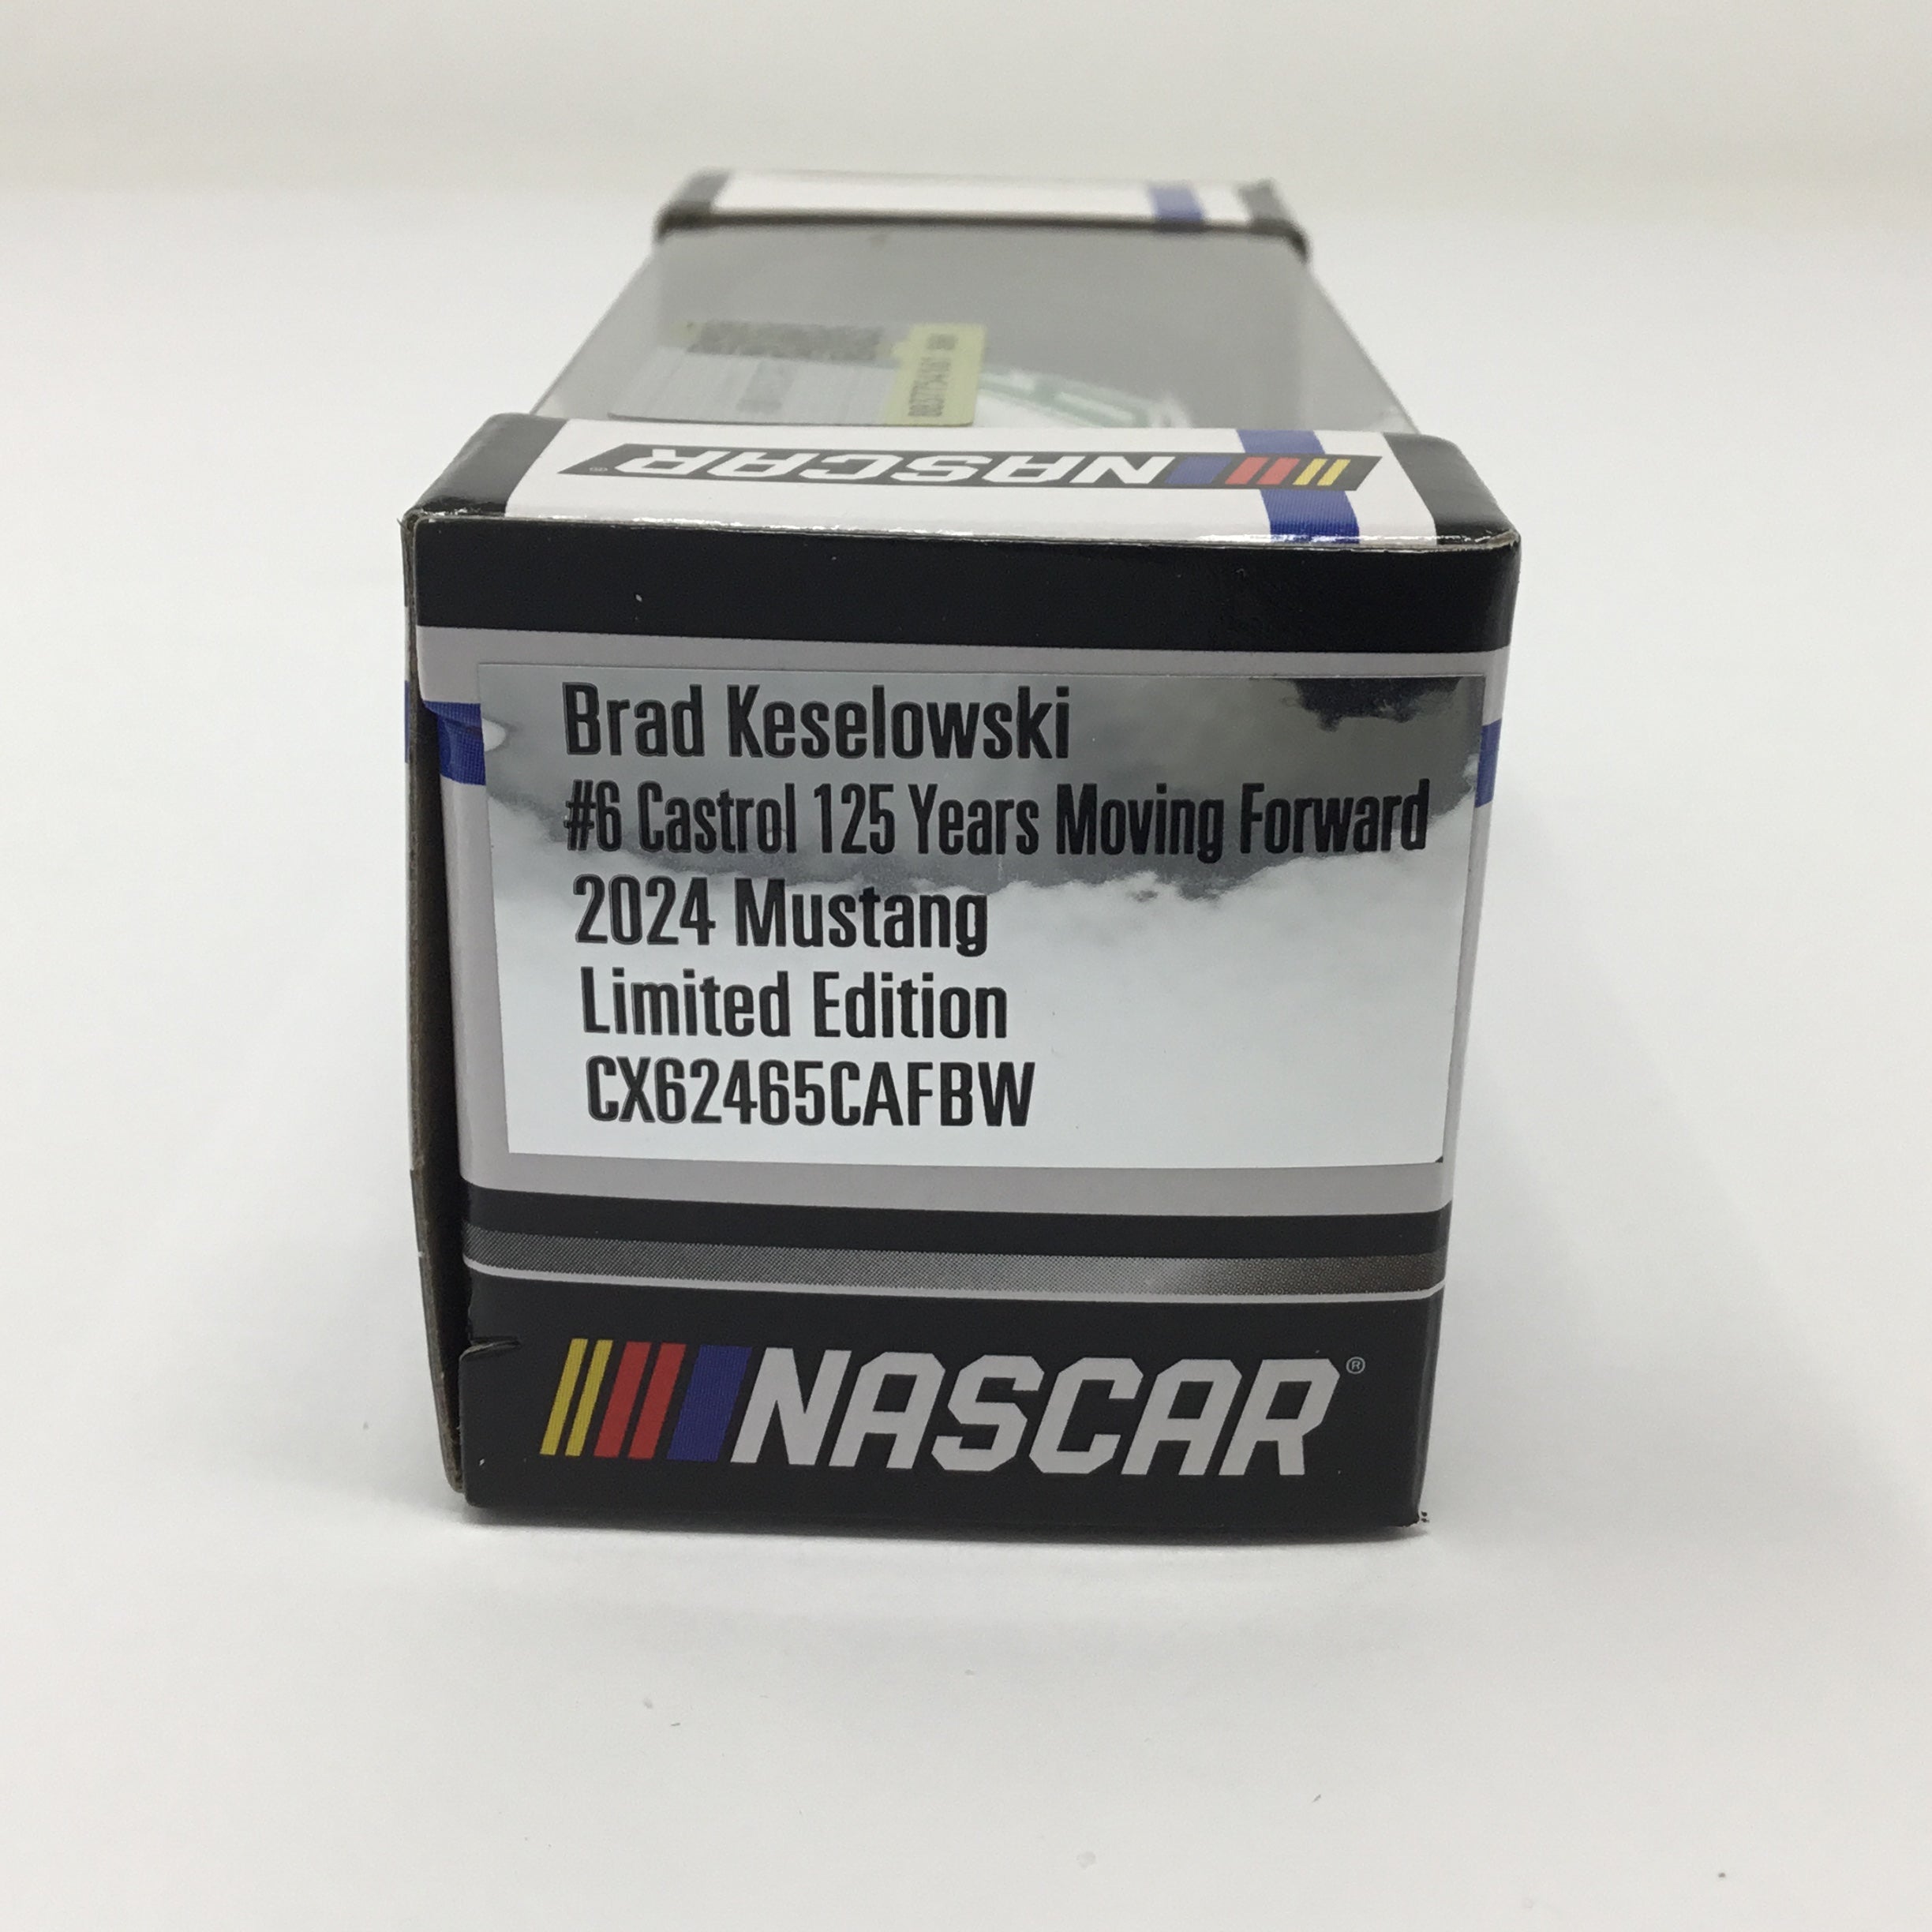 NASCAR®
Brad Keselowski
#6 Castrol 125 Years Moving Forward
2024 Mustang
Limited Edition
CX62465CAFBW
NASCAR®